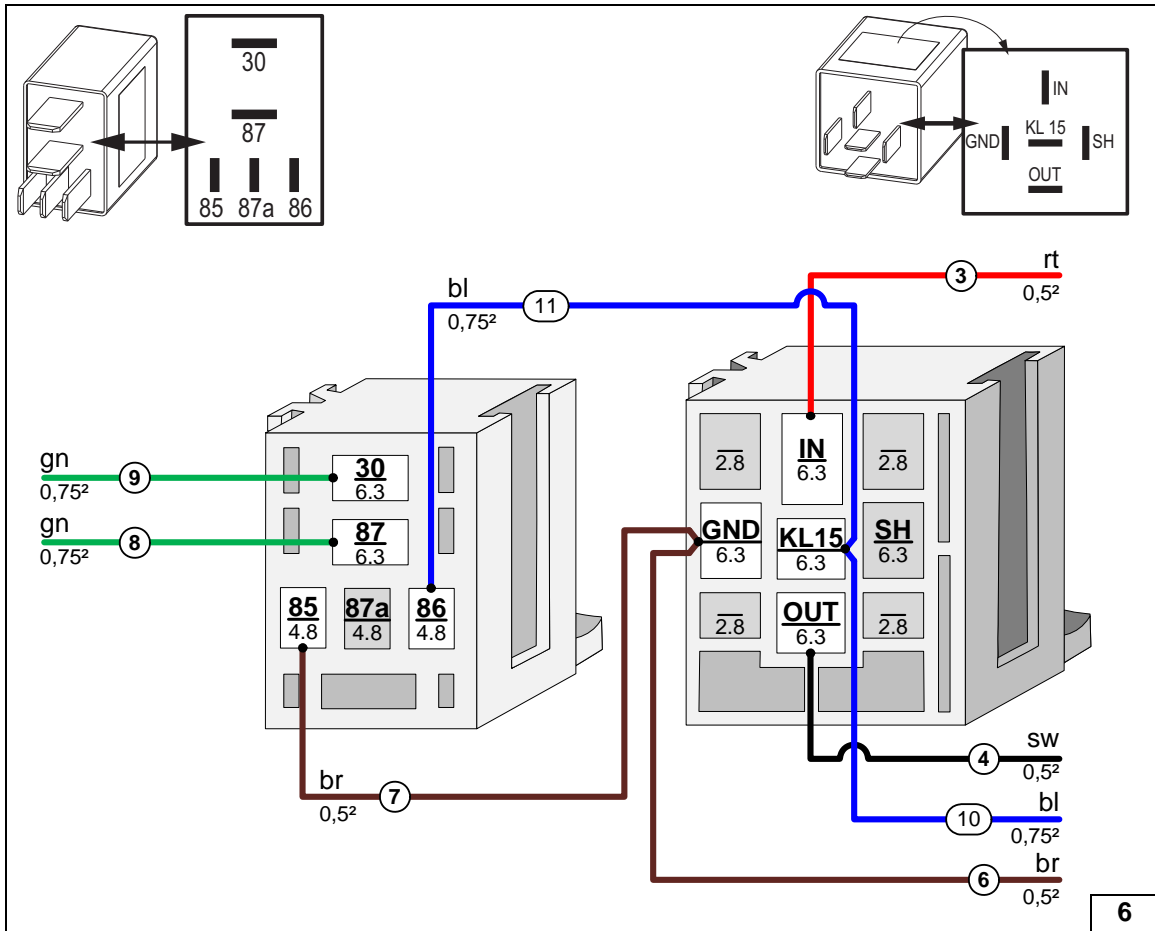 30
87
85 87a 86
IN
GND
KL 15
SH
OUT
3
rt
0,5²
bl
0,75²
11
gn
0,75²
9
gn
0,75²
8
30
6.3
87
6.3
85
4.8
87a
4.8
86
4.8
2.8
IN
6.3
2.8
GND
6.3
KL15
6.3
SH
6.3
2.8
OUT
6.3
2.8
br
0,5²
7
4
sw
0,5²
10
bl
0,75²
6
br
0,5²
6